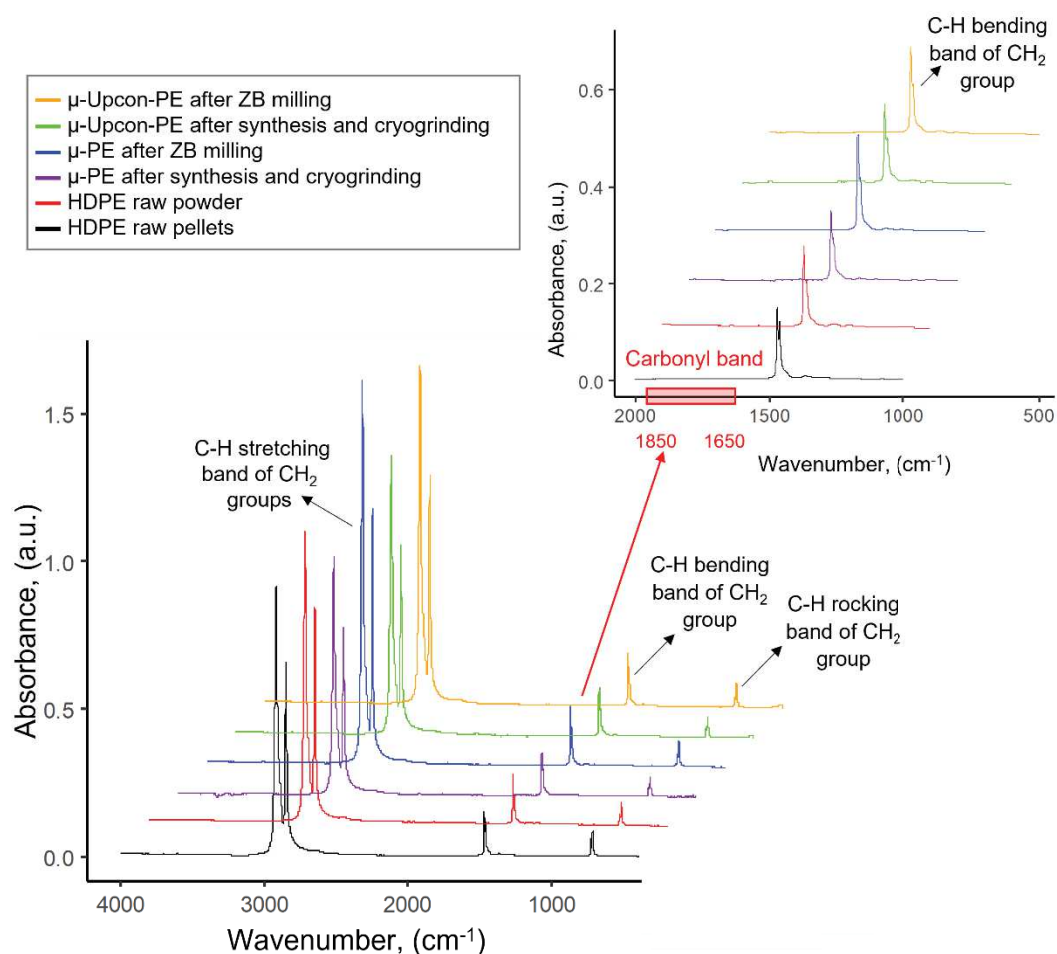 μ-Upcon-PE after ZB milling
μ-Upcon-PE after synthesis and cryogrinding
μ-PE after ZB milling
μ-PE after synthesis and cryogrinding
HDPE raw powder
HDPE raw pellets
C-H bending
band of CH₂
group
Absorbance, (a.u.)
0.6
0.4
0.2
0.0
Carbonyl band
2000
1500
1000
500
1850
1650
Wavenumber, (cm⁻¹)
C-H stretching
band of CH₂
groups
C-H bending
band of CH₂
group
C-H rocking
band of CH₂
group
Absorbance, (a.u.)
1.5
1.0
0.5
0.0
4000
3000
2000
1000
Wavenumber, (cm⁻¹)